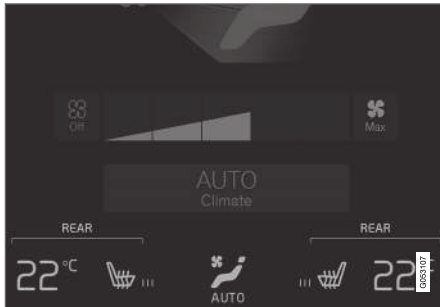 Off
Max
AUTO
Climate
REAR REAR
22°C 22°C
AUTO
G053107